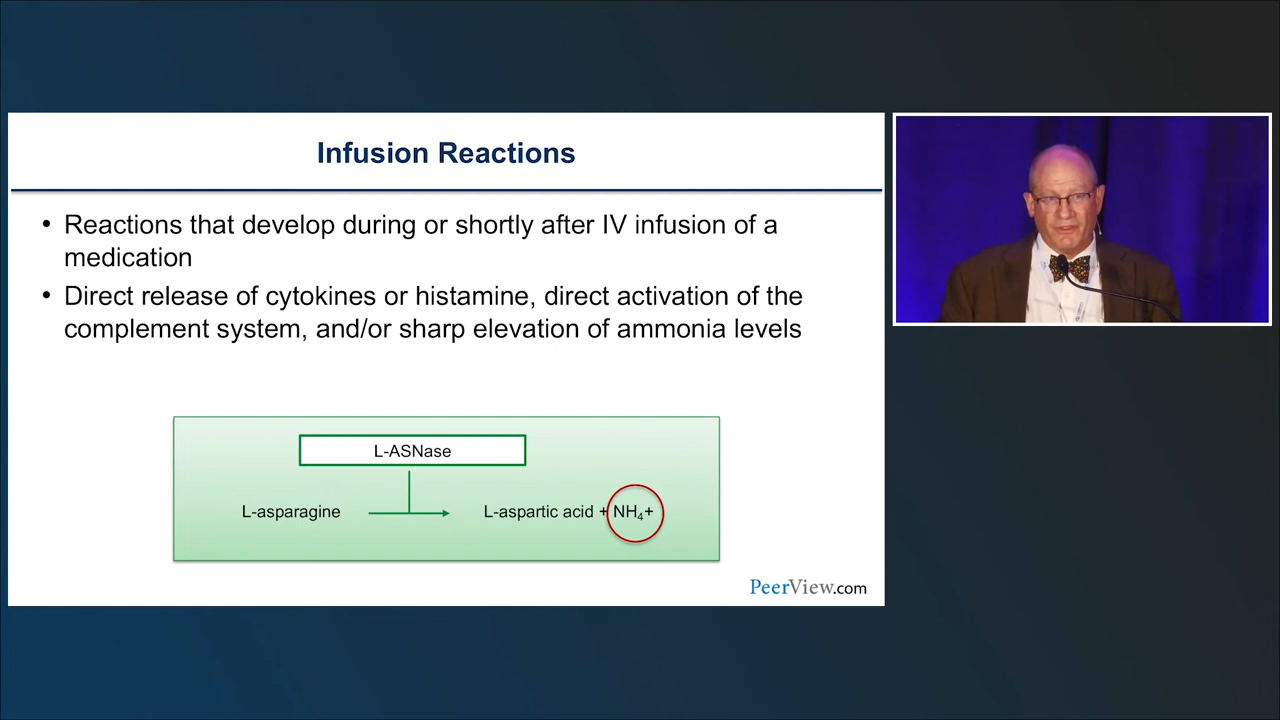 Infusion Reactions
• Reactions that develop during or shortly after IV infusion of a
medication
• Direct release of cytokines or histamine, direct activation of the
complement system, and/or sharp elevation of ammonia levels
L-ASNase
L-asparagine
L-aspartic acid + NH₄+
PeerView.com